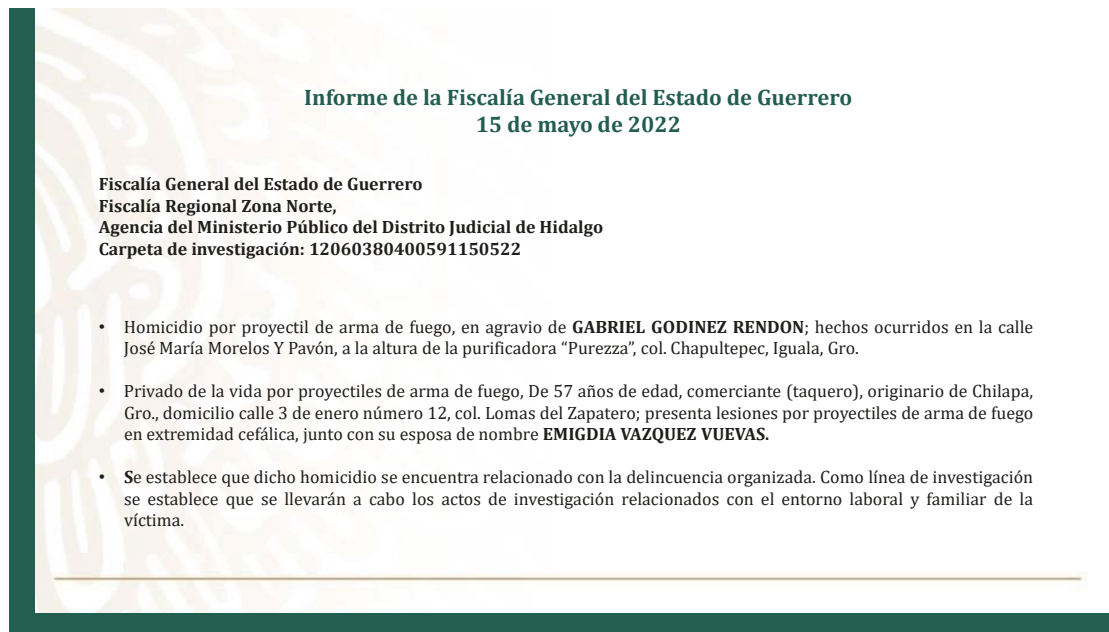 Informe de la Fiscalía General del Estado de Guerrero
15 de mayo de 2022
Fiscalía General del Estado de Guerrero
Fiscalía Regional Zona Norte,
Agencia del Ministerio Público del Distrito Judicial de Hidalgo
Carpeta de investigación: 12060380400591150522
• Homicidio por proyectil de arma de fuego, en agravio de GABRIEL GODINEZ RENDON; hechos ocurridos en la calle
José María Morelos Y Pavón, a la altura de la purificadora “Purezza”, col. Chapultepec, Iguala, Gro.
• Privado de la vida por proyectiles de arma de fuego, De 57 años de edad, comerciante (taquero), originario de Chilapa,
Gro., domicilio calle 3 de enero número 12, col. Lomas del Zapatero; presenta lesiones por proyectiles de arma de fuego
en extremidad cefálica, junto con su esposa de nombre EMIGDIA VAZQUEZ VUEVAS.
• Se establece que dicho homicidio se encuentra relacionado con la delincuencia organizada. Como línea de investigación
se establece que se llevarán a cabo los actos de investigación relacionados con el entorno laboral y familiar de la
víctima.